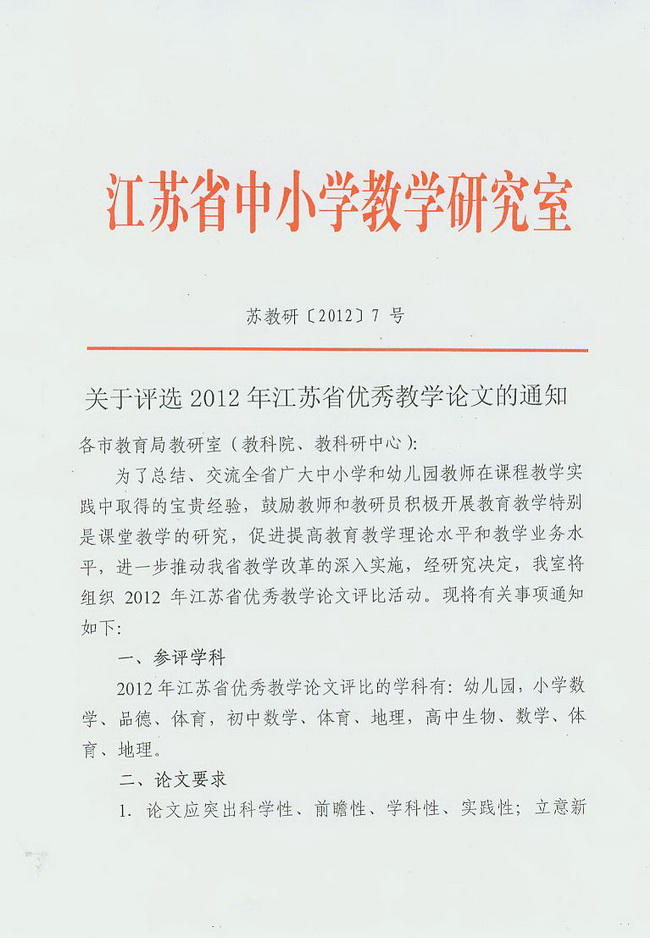 江苏省中小学教学研究室
苏教研〔2012〕7 号
关于评选 2012 年江苏省优秀教学论文的通知
各市教育局教研室（教科院、教科研中心）：
为了总结、交流全省广大中小学和幼儿园教师在课程教学实
践中取得的宝贵经验，鼓励教师和教研员积极开展教育教学特别
是课堂教学的研究，促进提高教育教学理论水平和教学业务水
平，进一步推动我省教学改革的深入实施，经研究决定，我室将
组织 2012 年江苏省优秀教学论文评比活动。现将有关事项通知
如下：
一、参评学科
2012 年江苏省优秀教学论文评比的学科有：幼儿园，小学数
学、品德、体育，初中数学、体育、地理，高中生物、数学、体
育、地理。
二、论文要求
1．论文应突出科学性、前瞻性、学科性、实践性；立意新